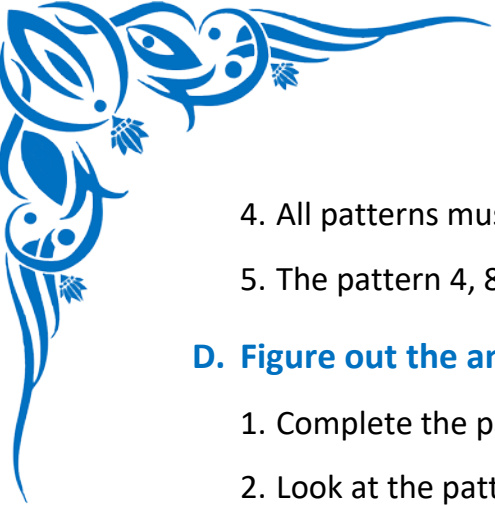 4. All patterns mus
5. The pattern 4, 8
D. Figure out the ar
1. Complete the p
2. Look at the patt